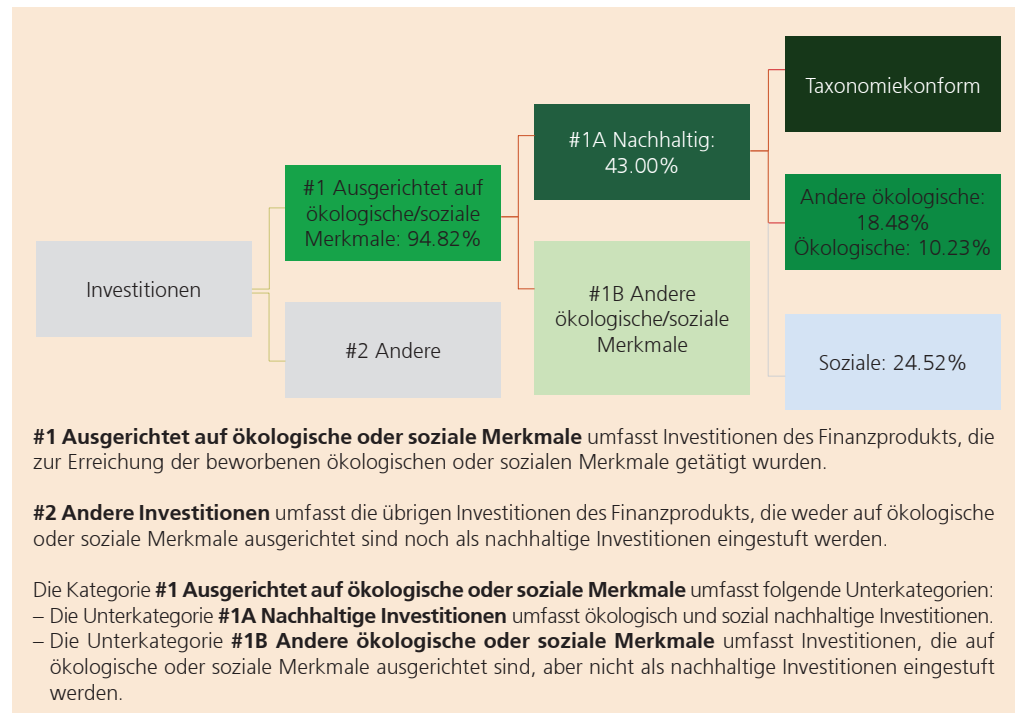 Taxonomiekonform
#1A Nachhaltig:
43.00%
#1 Ausgerichtet auf
ökologische/soziale
Merkmale: 94.82%
Andere ökologische:
18.48%
Ökologische: 10.23%
Investitionen
#1B Andere
ökologische/soziale
Merkmale
#2 Andere
Soziale: 24.52%
#1 Ausgerichtet auf ökologische oder soziale Merkmale umfasst Investitionen des Finanzprodukts, die
zur Erreichung der beworbenen ökologischen oder sozialen Merkmale getätigt wurden.
#2 Andere Investitionen umfasst die übrigen Investitionen des Finanzprodukts, die weder auf ökologische
oder soziale Merkmale ausgerichtet sind noch als nachhaltige Investitionen eingestuft werden.
Die Kategorie #1 Ausgerichtet auf ökologische oder soziale Merkmale umfasst folgende Unterkategorien:
– Die Unterkategorie #1A Nachhaltige Investitionen umfasst ökologisch und sozial nachhaltige Investitionen.
– Die Unterkategorie #1B Andere ökologische oder soziale Merkmale umfasst Investitionen, die auf
ökologische oder soziale Merkmale ausgerichtet sind, aber nicht als nachhaltige Investitionen eingestuft
werden.